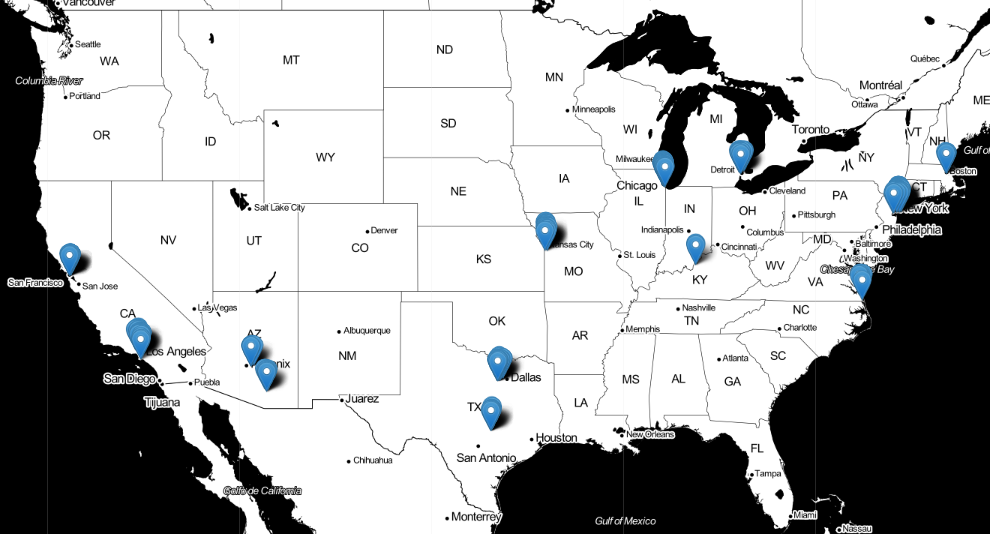 Vancouver
Seattle
WA
Columbia River
Portland
OR
ID
MT
WY
ND
SD
NE
MN
Minneapolis
WI
IA
MI
Québec
Montréal
Ottawa
ME
VT
NH
Gulf of
Toronto
NY
Boston
CT
New York
Milwaukee
Detroit
Chicago
Cleveland
PA
Pittsburgh
Philadelphia
IL
IN
OH
Columbus
Indianapolis
Cincinnati
MD
Baltimore
Washington
Chesapeake Bay
WV
VA
KY
Salt Lake City
NV
UT
Denver
CO
KS
Kansas City
MO
St. Louis
San Francisco
San Jose
CA
Las Vegas
Los Angeles
San Diego
Tijuana
Puebla
AZ
Phoenix
Albuquerque
NM
Juarez
OK
AR
Nashville
TN
Memphis
NC
Charlotte
SC
Atlanta
MS
AL
GA
Dallas
TX
LA
Houston
New Orleans
San Antonio
Chihuahua
Golfo de California
Monterrey
Gulf of Mexico
FL
Tampa
Miami
Nassau